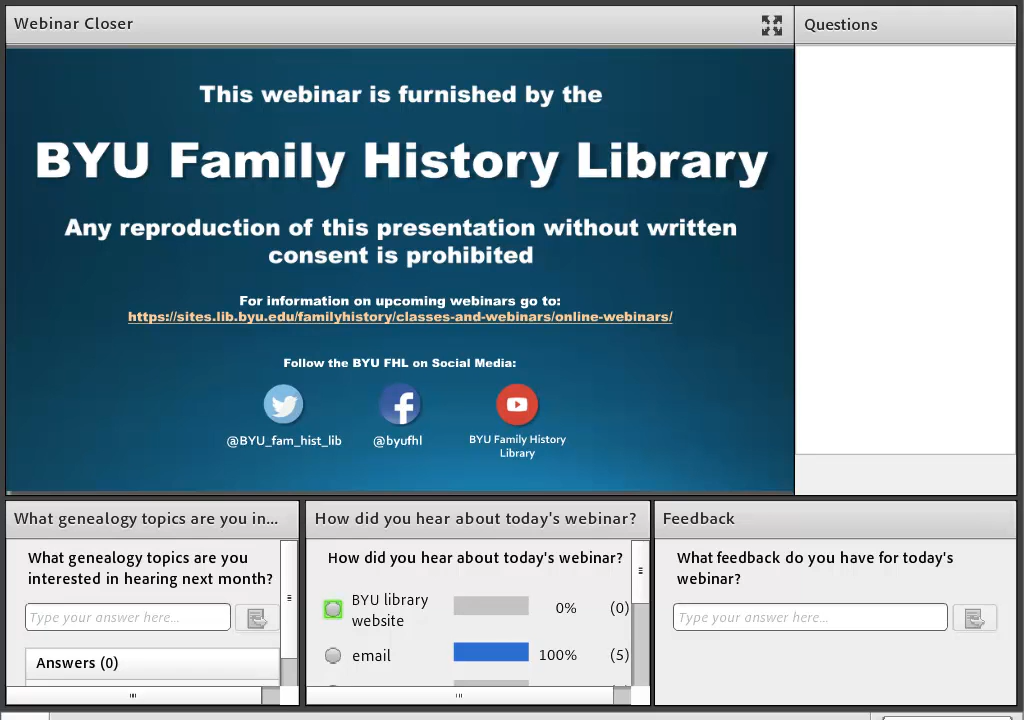 Webinar Closer
Questions
This webinar is furnished by the
BYU Family History Library
Any reproduction of this presentation without written
consent is prohibited
For information on upcoming webinars go to:
https://sites.lib.byu.edu/familyhistory/classes-and-webinars/online-webinars/
Follow the BYU FHL on Social Media:
@BYU_fam_hist_lib
@byufhl
BYU Family History
Library
What genealogy topics are you in...
What genealogy topics are you
interested in hearing next month?
Type your answer here...
Answers (0)
How did you hear about today's webinar?
How did you hear about today's webinar?
BYU library
website
0% (0)
email 100% (5)
Feedback
What feedback do you have for today's
webinar?
Type your answer here...